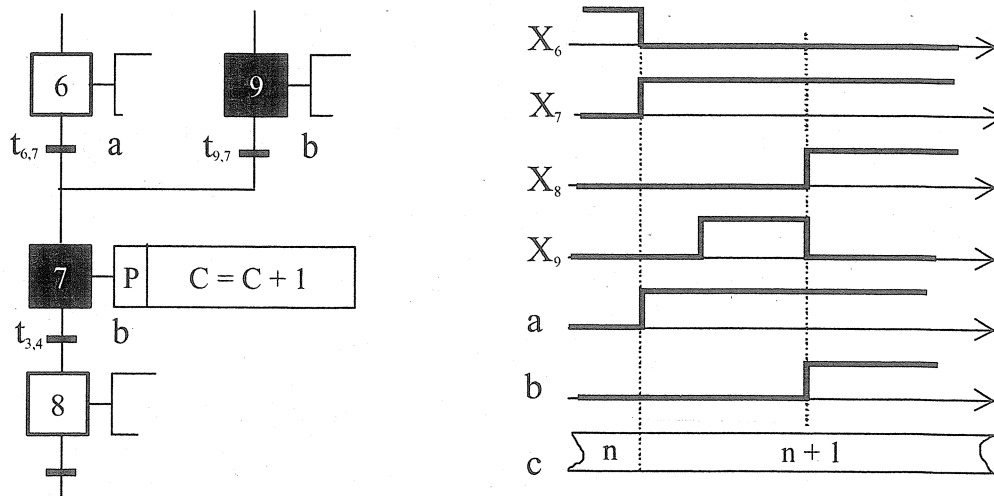 6
9
t6,7 a
t9,7 b
7
P C = C + 1
t3,4 b
8
X6
X7
X8
X9
a
b
c n n + 1